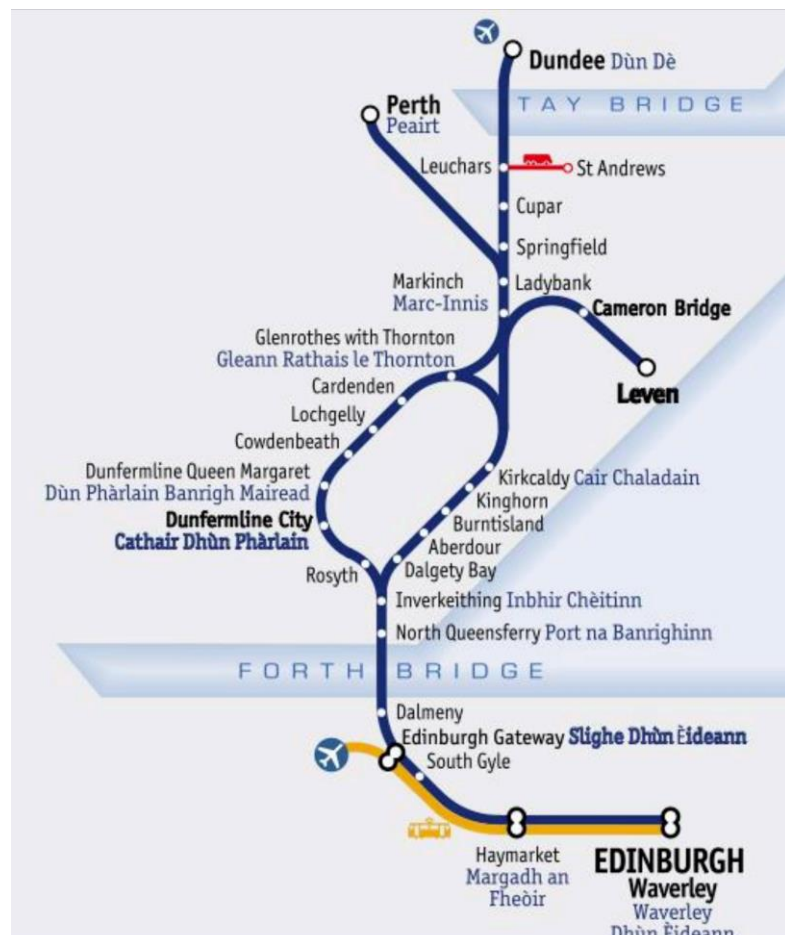 Dundee Dùn Dè
TAY BRIDGE
Perth
Peairt
Leuchars
St Andrews
Cupar
Springfield
Markinch
Marc-Innis
Ladybank
Cameron Bridge
Glenrothes with Thornton
Gleann Rathais le Thornton
Leven
Cardenden
Lochgelly
Cowdenbeath
Dunfermline Queen Margaret
Dùn Phàrlain Banrigh Mairead
Kirkcaldy Cair Chaladain
Kinghorn
Dunfermline City
Cathair Dhùn Phàrlain
Burntisland
Aberdour
Rosyth
Dalgety Bay
Inverkeithing Inbhir Chèitinn
North Queensferry Port na Banrighinn
FORTH BRIDGE
Dalmeny
Edinburgh Gateway Slighe Dhùn Èideann
South Gyle
Haymarket
Margadh an
Fheòir
EDINBURGH
Waverley
Waverley
Dhùn Èideann